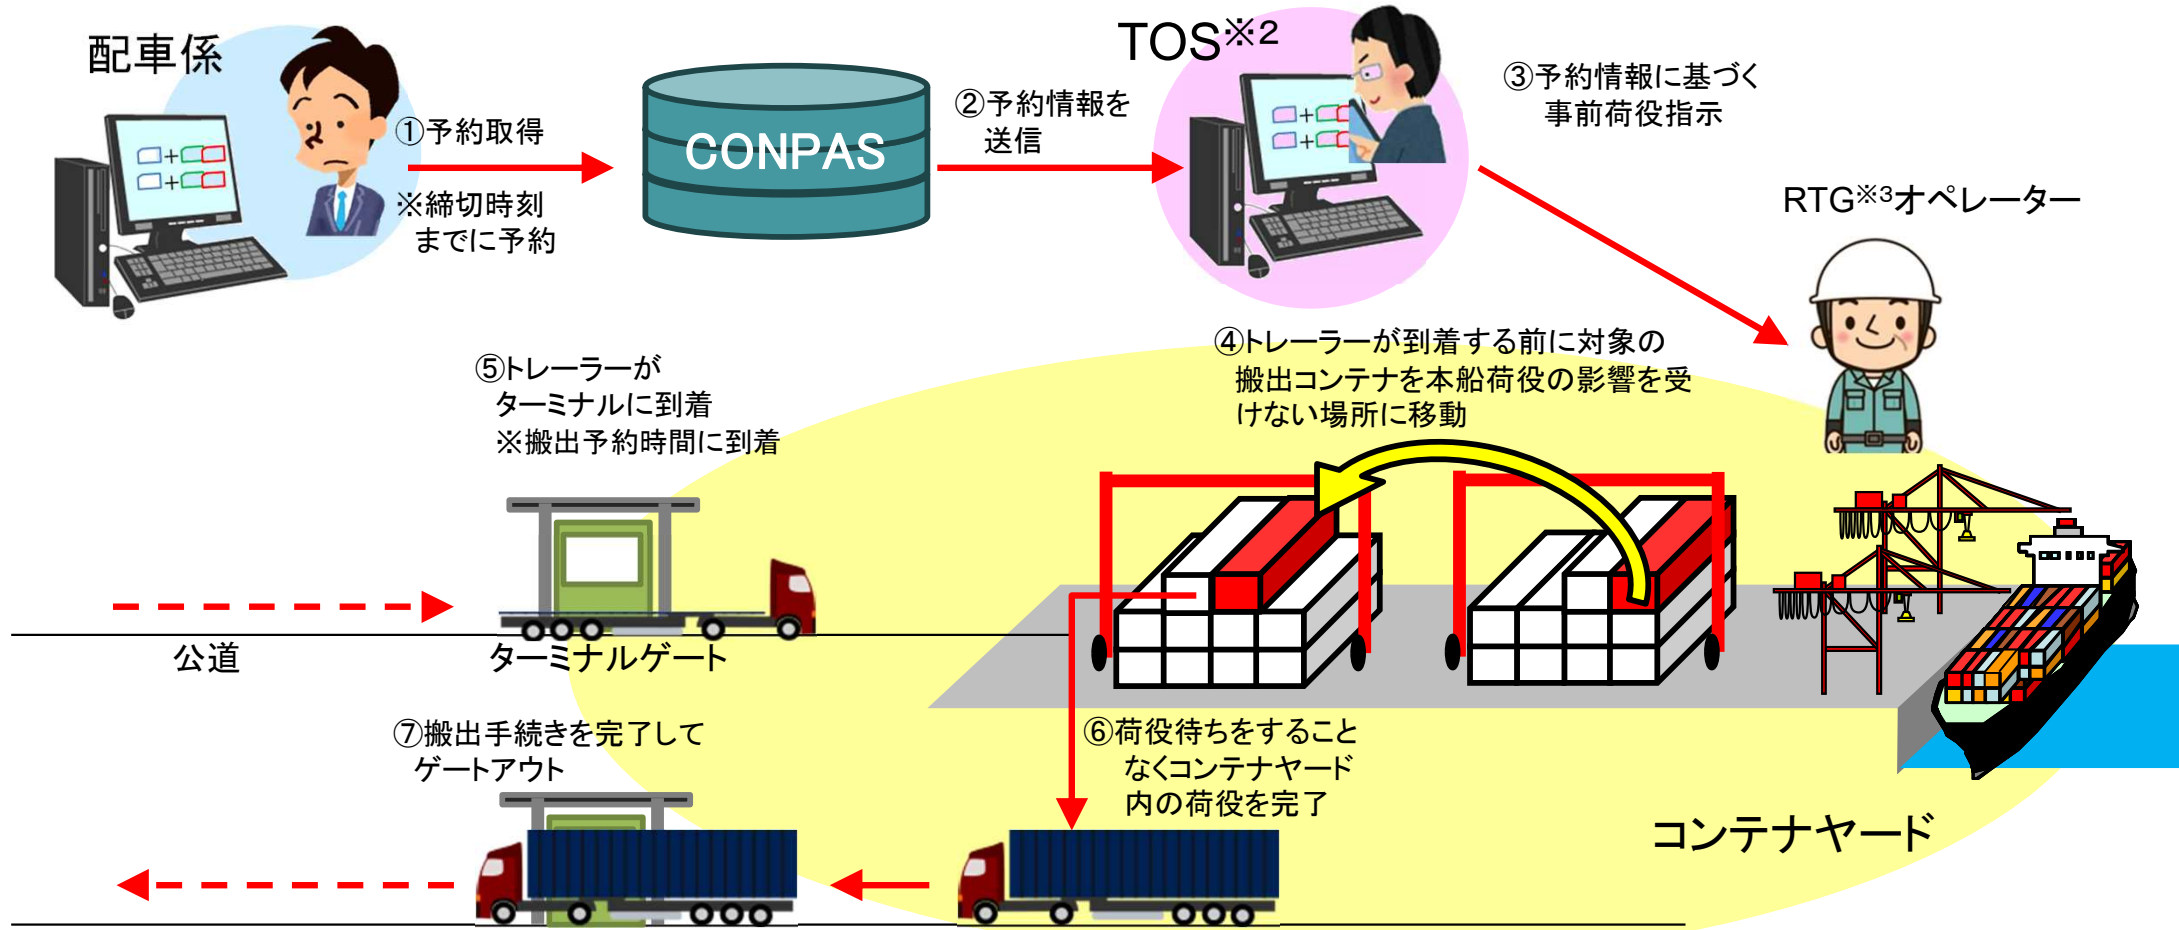 配車係
①予約取得
※締切時刻
までに予約
CONPAS
②予約情報を
送信
TOS※2
③予約情報に基づく
事前荷役指示
RTG※3オペレーター
④トレーラーが到着する前に対象の
搬出コンテナを本船荷役の影響を受
けない場所に移動
⑤トレーラーが
ターミナルに到着
※搬出予約時間に到着
公道
ターミナルゲート
⑥荷役待ちをすること
なくコンテナヤード
内の荷役を完了
⑦搬出手続きを完了して
ゲートアウト
コンテナヤード